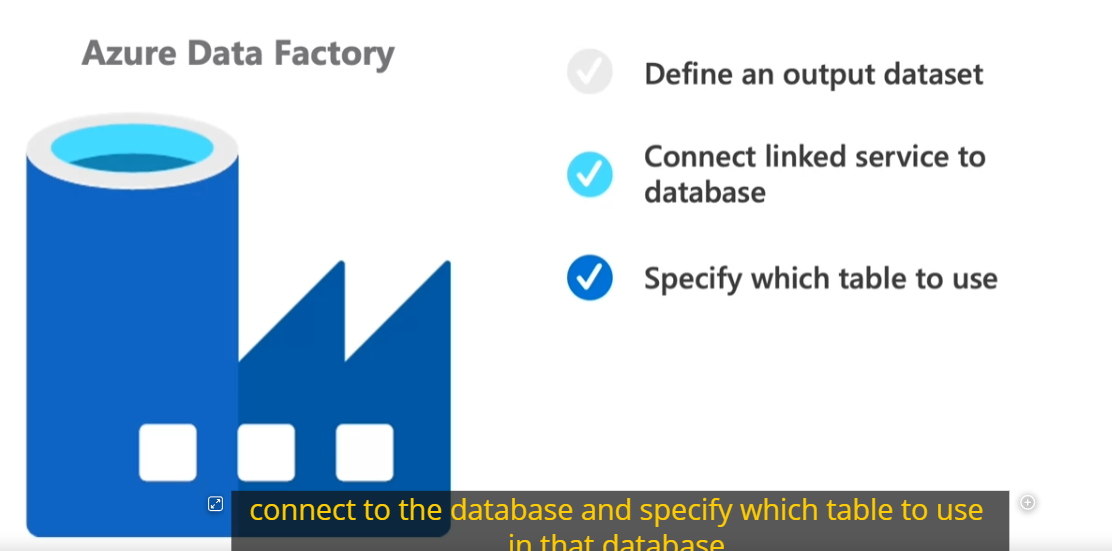 Azure Data Factory
Define an output dataset
Connect linked service to
database
Specify which table to use
connect to the database and specify which table to use
in that database